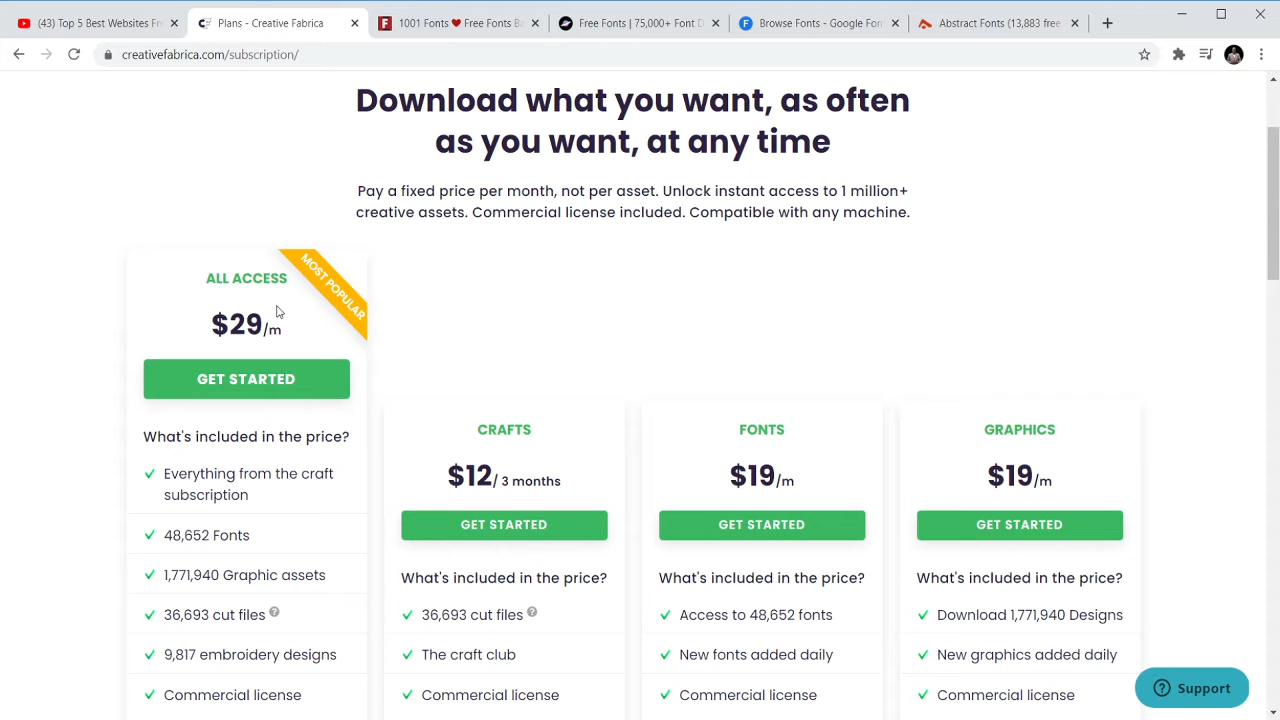 (43) Top 5 Best Websites Fr
Plans - Creative Fabrica
1001 Fonts ❤ Free Fonts Ba
Free Fonts | 75,000+ Font D
Browse Fonts - Google Fon
Abstract Fonts (13,883 free
creativefabrica.com/subscription/
Download what you want, as often
as you want, at any time
Pay a fixed price per month, not per asset. Unlock instant access to 1 million+
creative assets. Commercial license included. Compatible with any machine.
MOST POPULAR
ALL ACCESS
$29/m
GET STARTED
What's included in the price?
Everything from the craft
subscription
48,652 Fonts
1,771,940 Graphic assets
36,693 cut files ?
9,817 embroidery designs
Commercial license
CRAFTS
$12/ 3 months
GET STARTED
What's included in the price?
36,693 cut files ?
The craft club
Commercial license
FONTS
$19/m
GET STARTED
What's included in the price?
Access to 48,652 fonts
New fonts added daily
Commercial license
GRAPHICS
$19/m
GET STARTED
What's included in the price?
Download 1,771,940 Designs
New graphics added daily
Commercial license
? Support